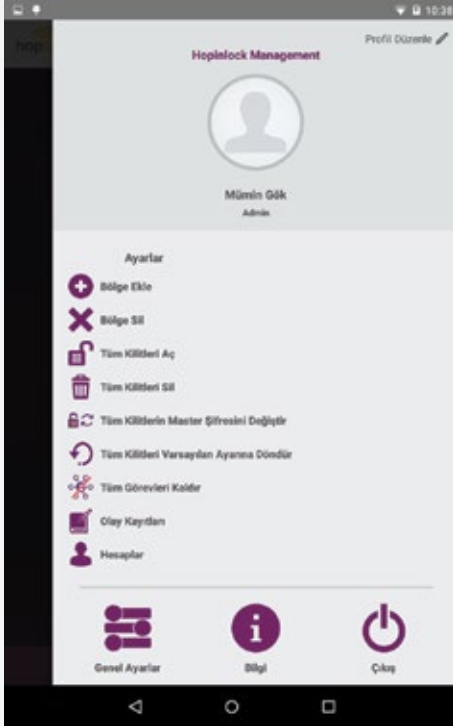 10:38
Profil Düzenle
Hopinlock Management
Mümin Gök
Admin
Ayarlar
Bölge Ekle
Bölge Sil
Tüm Kilitleri Aç
Tüm Kilitleri Sil
Tüm Kilitlerin Master Şifresini Değiştir
Tüm Kilitleri Varsayılan Ayarına Döndür
Tüm Görevleri Kaldır
Olay Kayıtları
Hesaplar
Genel Ayarlar
Bilgi
Çıkış